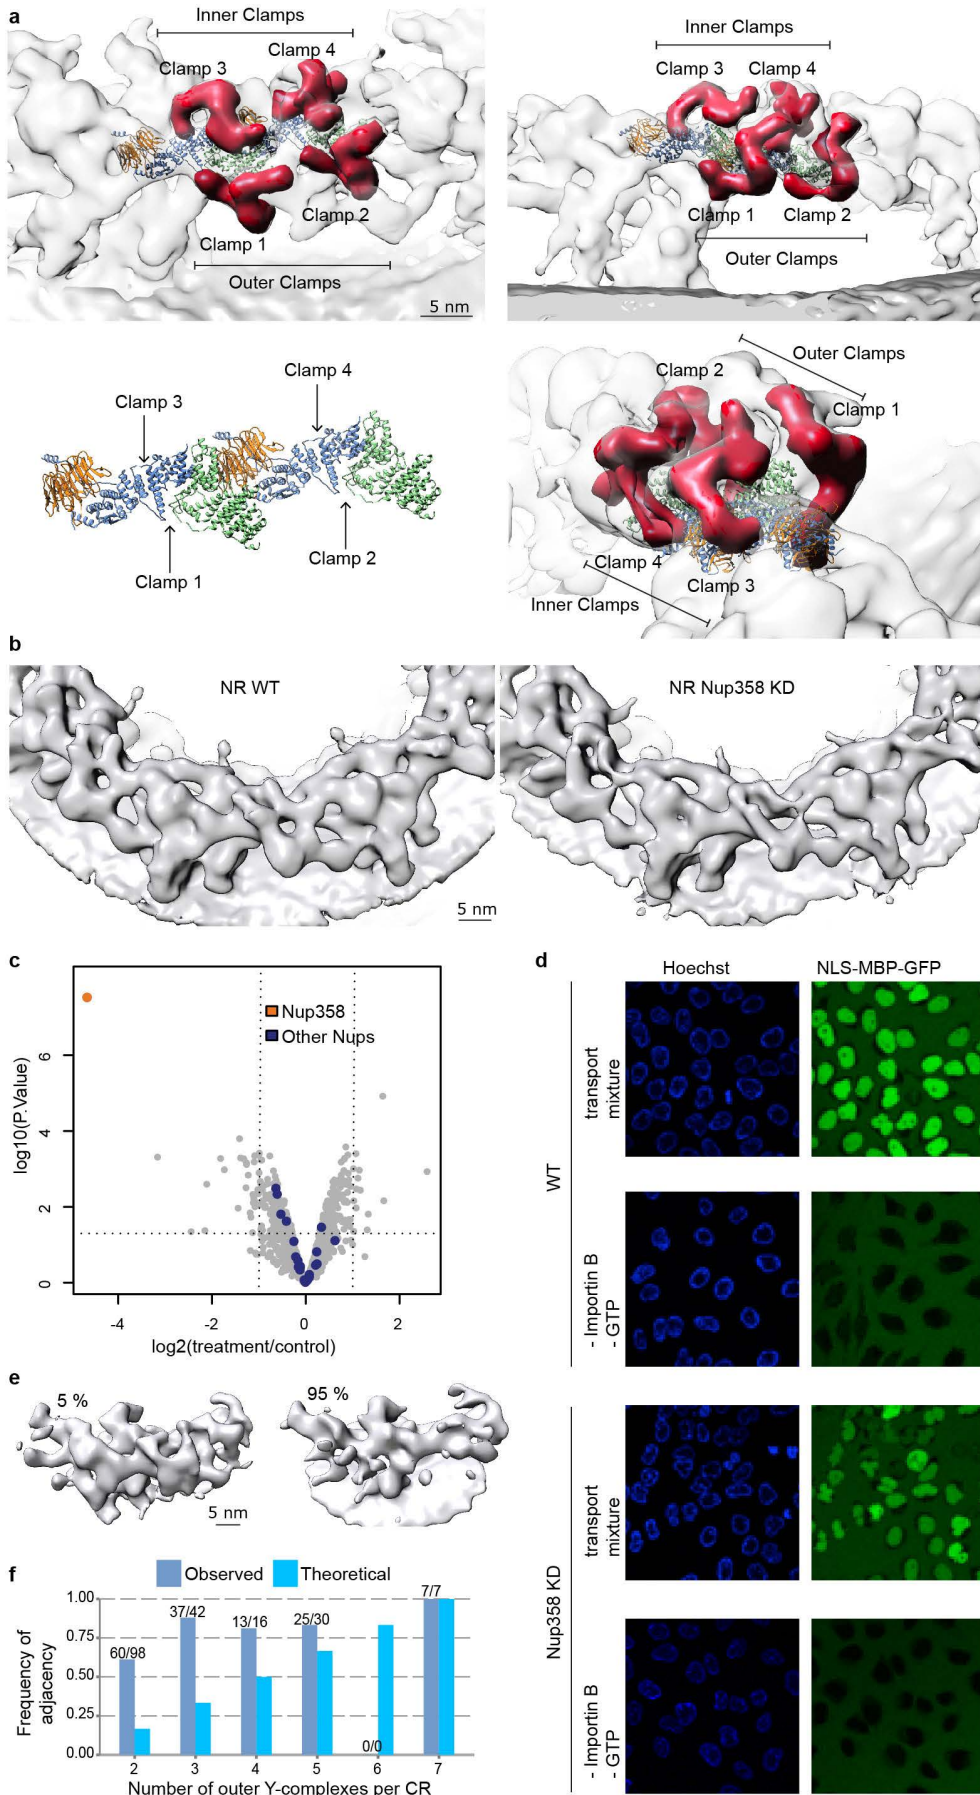 a
Inner Clamps
Clamp 4
Clamp 3
Clamp 2
Clamp 1
Outer Clamps
5 nm
Inner Clamps
Clamp 3
Clamp 4
Clamp 1
Clamp 2
Outer Clamps
Clamp 4
Clamp 3
Clamp 2
Clamp 1
Outer Clamps
Clamp 2
Clamp 1
Clamp 4
Clamp 3
Inner Clamps
b
NR WT
NR Nup358 KD
5 nm
c
Nup358
Other Nups
log10(P.Value)
6
4
2
0
-4
-2
0
2
log2(treatment/control)
d
Hoechst
NLS-MBP-GFP
WT
transport
mixture
- Importin B
- GTP
Nup358 KD
transport
mixture
- Importin B
- GTP
e
5 %
95 %
5 nm
f
Observed
Theoretical
Frequency of
adjacency
1.00
0.75
0.50
0.25
0.00
60/98
37/42
13/16
25/30
0/0
7/7
2
3
4
5
6
7
Number of outer Y-complexes per CR